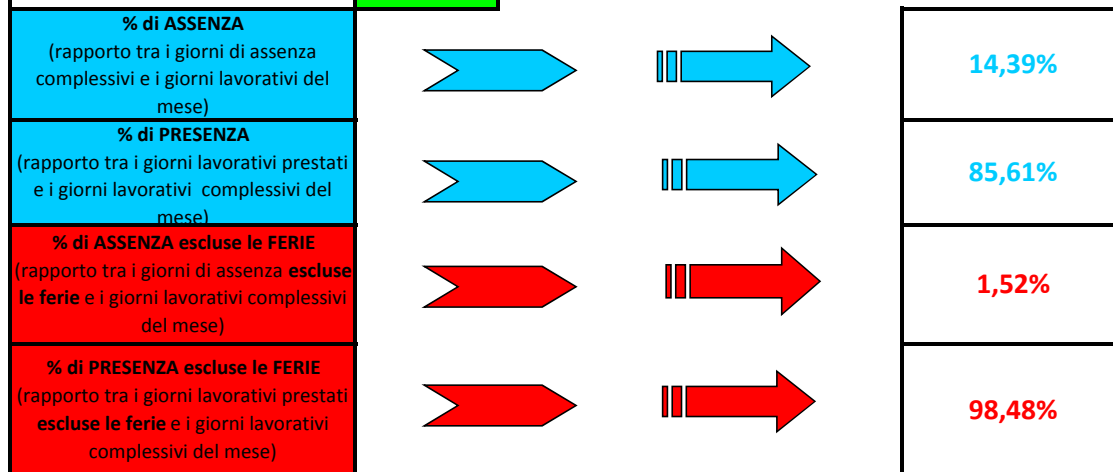 % di ASSENZA
(rapporto tra i giorni di assenza
complessivi e i giorni lavorativi del
mese)
14,39%
% di PRESENZA
(rapporto tra i giorni lavorativi prestati
e i giorni lavorativi complessivi del
mese)
85,61%
% di ASSENZA escluse le FERIE
(rapporto tra i giorni di assenza escluse
le ferie e i giorni lavorativi complessivi
del mese)
1,52%
% di PRESENZA escluse le FERIE
(rapporto tra i giorni lavorativi prestati
escluse le ferie e i giorni lavorativi
complessivi del mese)
98,48%